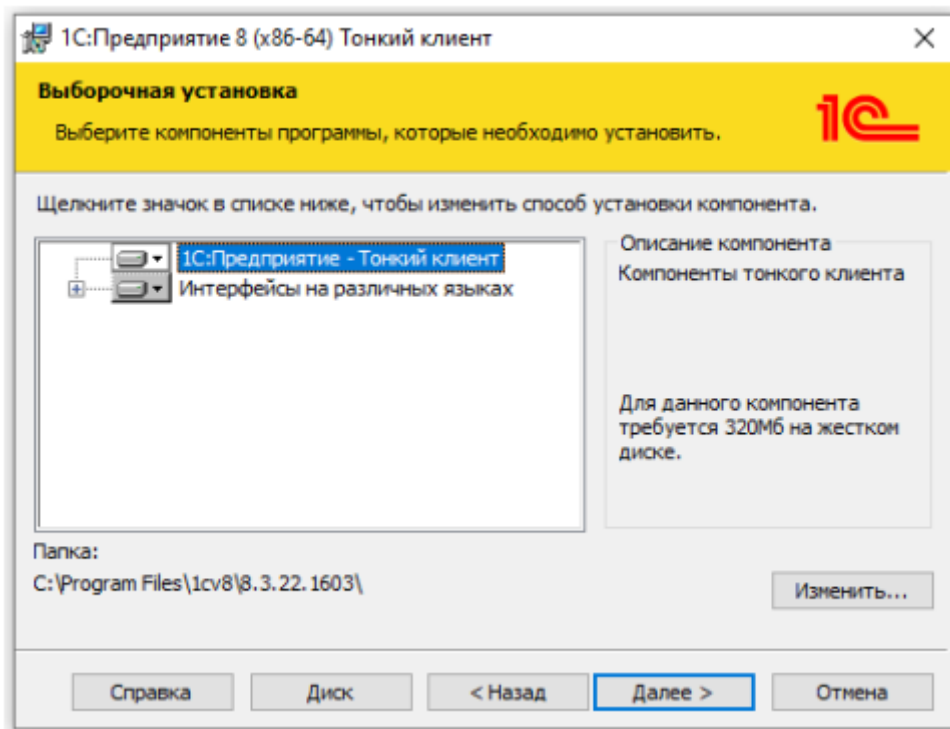 1С:Предприятие 8 (x86-64) Тонкий клиент
Выборочная установка
Выберите компоненты программы, которые необходимо установить.
1С
Щелкните значок в списке ниже, чтобы изменить способ установки компонента.
1С:Предприятие - Тонкий клиент
Интерфейсы на различных языках
Описание компонента
Компоненты тонкого клиента
Для данного компонента
требуется 320Мб на жестком
диске.
Папка:
C:\Program Files\1cv8\8.3.22.1603\
Изменить...
Справка
Диск
< Назад
Далее >
Отмена